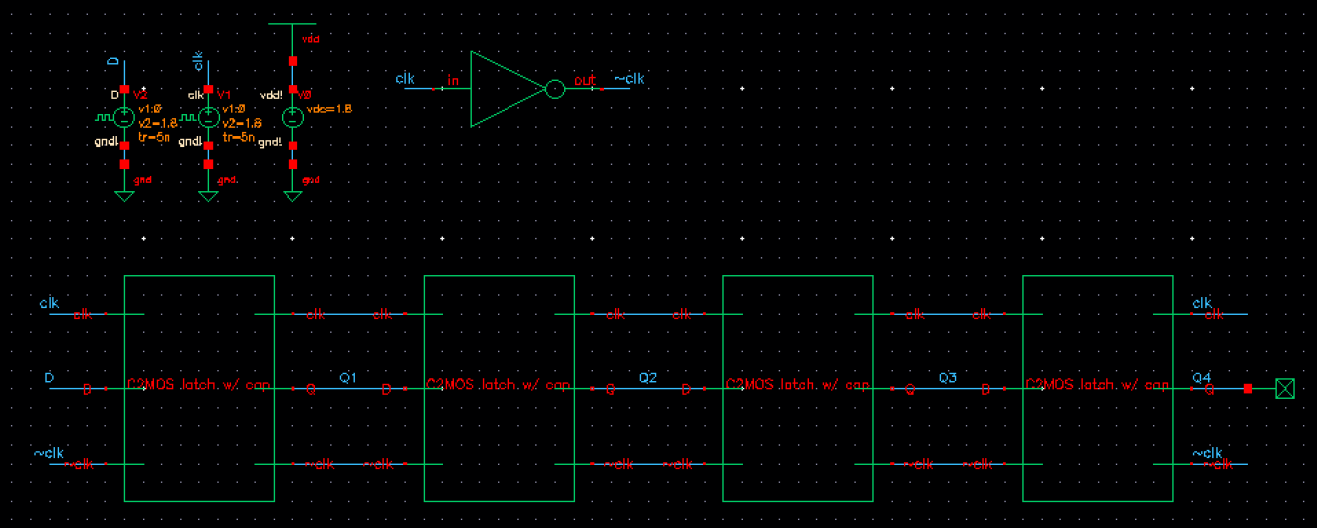 vdd
D clk
D V2 clk V1 vdd! V0
v1:0 v1:0 vdc=1.8
v2=1.8 v2=1.8
tr=5n tr=5n
gnd! gnd! gnd!
gnd gnd gnd
clk in out ~clk
clk clk clk clk clk clk clk clk clk clk
D D C2MOS latch w/ cap Q Q1 D C2MOS latch w/ cap Q Q2 D C2MOS latch w/ cap Q Q3 D C2MOS latch w/ cap Q4 Q
~clk ~clk ~clk ~clk ~clk ~clk ~clk ~clk ~clk ~clk